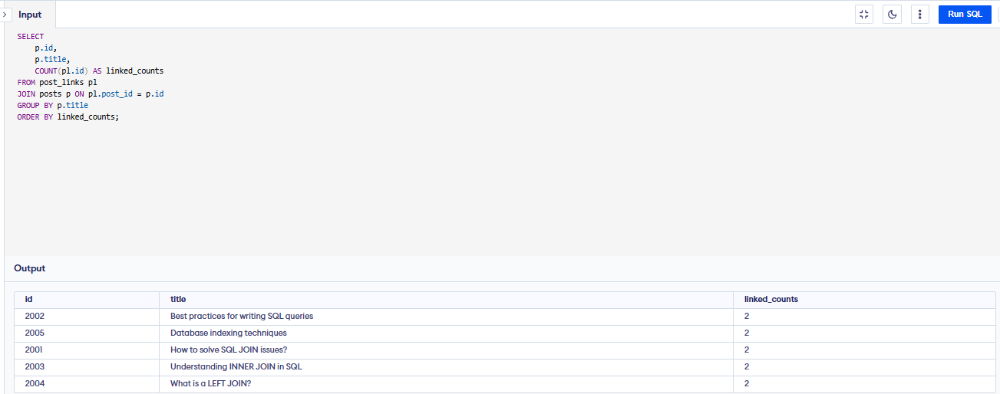 Input
Run SQL
SELECT
p.id,
p.title,
COUNT(pl.id) AS linked_counts
FROM post_links pl
JOIN posts p ON pl.post_id = p.id
GROUP BY p.title
ORDER BY linked_counts;
Output
id title linked_counts
2002 Best practices for writing SQL queries 2
2005 Database indexing techniques 2
2001 How to solve SQL JOIN issues? 2
2003 Understanding INNER JOIN in SQL 2
2004 What is a LEFT JOIN? 2